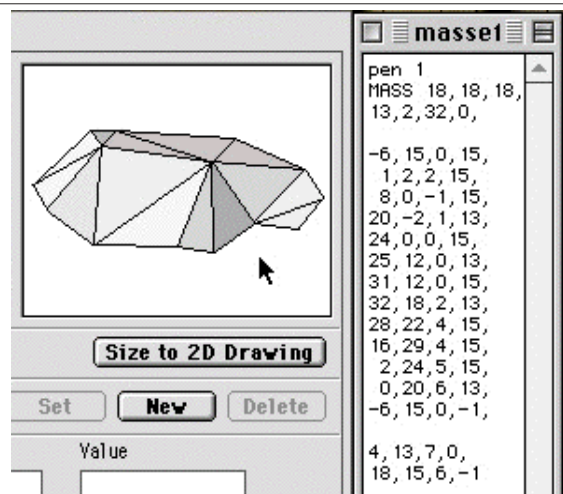 masse1
pen 1
MASS 18,18,18,
13,2,32,0,
-6,15,0,15,
1,2,2,15,
8,0,-1,15,
20,-2,1,13,
24,0,0,15,
25,12,0,13,
31,12,0,15,
32,18,2,13,
28,22,4,15,
16,29,4,15,
2,24,5,15,
0,20,6,13,
-6,15,0,-1,
4,13,7,0,
18,15,6,-1
Size to 2D Drawing
Set New Delete
Value